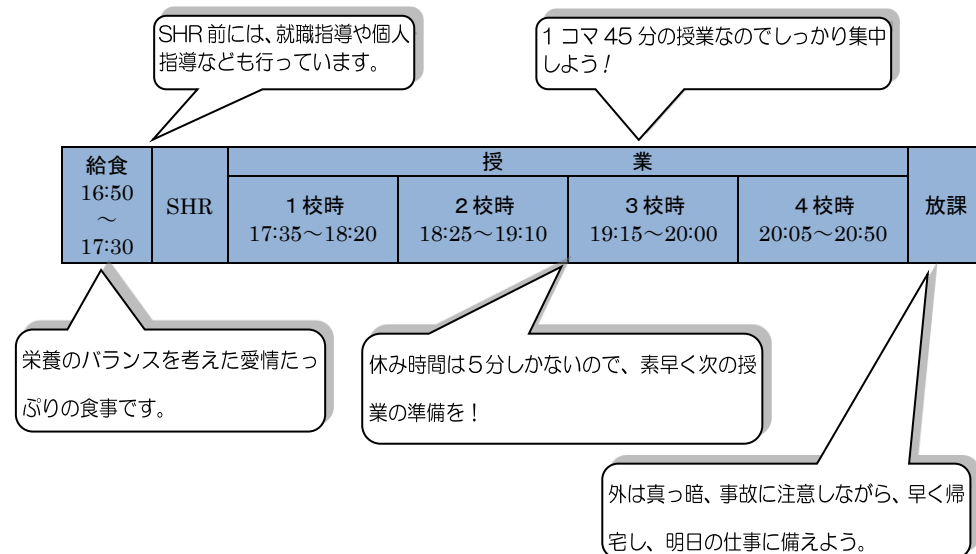 SHR前には、就職指導や個人
指導なども行っています。
1コマ45分の授業なのでしっかり集中
しよう！
給食
16:50
～
17:30
SHR
授　業
1校時
17:35～18:20
2校時
18:25～19:10
3校時
19:15～20:00
4校時
20:05～20:50
放課
栄養のバランスを考えた愛情たっ
ぷりの食事です。
休み時間は5分しかないので、素早く次の授
業の準備を！
外は真っ暗、事故に注意しながら、早く帰
宅し、明日の仕事に備えよう。